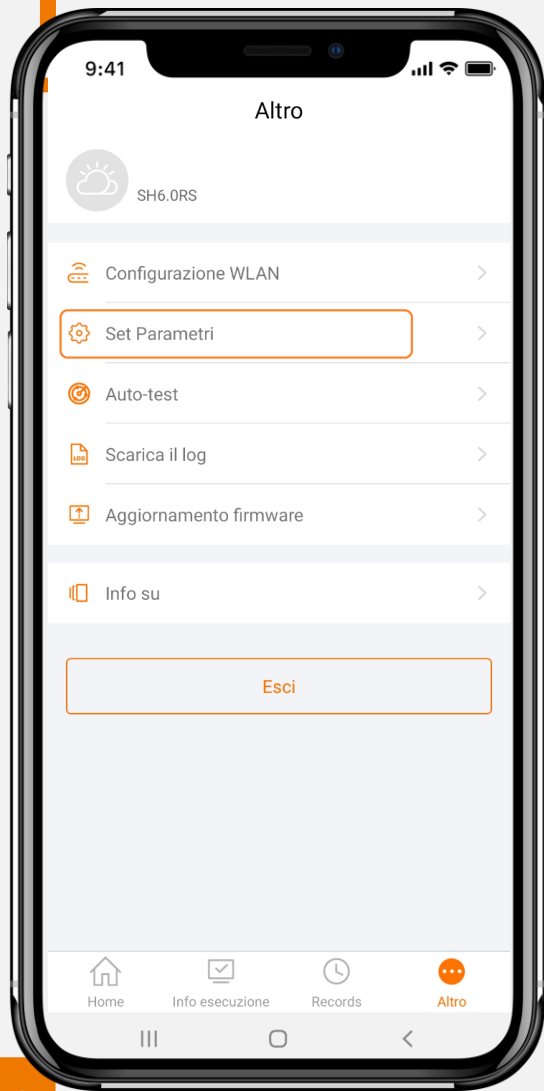 9:41
Altro
SH6.0RS
Configurazione WLAN
Set Parametri
Auto-test
LOG
Scarica il log
Aggiornamento firmware
Info su
Esci
Home
Info esecuzione
Records
Altro